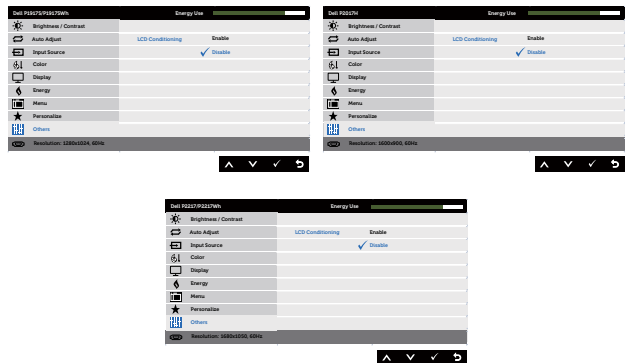 Dell P1917S/P1917SWh Energy Use
Brightness / Contrast
Auto Adjust LCD Conditioning Enable
Input Source Disable
Color
Display
Energy
Menu
Personalize
Others
Resolution: 1280x1024, 60Hz
Dell P2017H Energy Use
Brightness / Contrast
Auto Adjust LCD Conditioning Enable
Input Source Disable
Color
Display
Energy
Menu
Personalize
Others
Resolution: 1600x900, 60Hz
Dell P2217/P2217Wh Energy Use
Brightness / Contrast
Auto Adjust LCD Conditioning Enable
Input Source Disable
Color
Display
Energy
Menu
Personalize
Others
Resolution: 1680x1050, 60Hz